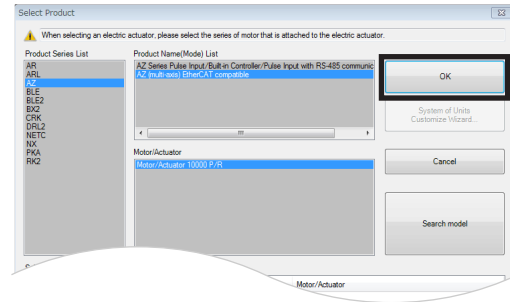 Select Product
When selecting an electric actuator, please select the series of motor that is attached to the electric actuator.
Product Series List
AR
ARL
AZ
BLE
BLE2
BX2
CRK
DRL2
NETC
NX
PKA
RK2
Product Name(Mode) List
AZ Series Pulse Input/Built-in Controller/Pulse Input with RS-485 communic
AZ (multi-axis) EtherCAT compatible
Motor/Actuator
Motor/Actuator 10000 P/R
OK
System of Units
Customize Wizard...
Cancel
Search model
Motor/Actuator